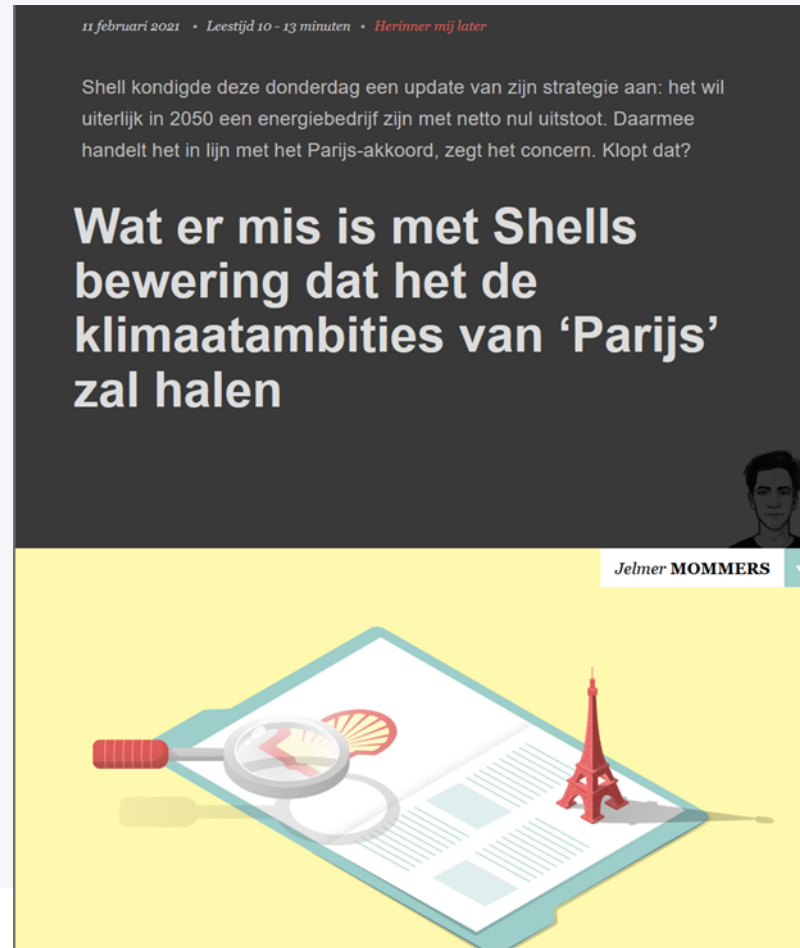 11 februari 2021 • Leestijd 10 - 13 minuten • Herinner mij later
Shell kondigde deze donderdag een update van zijn strategie aan: het wil
uiterlijk in 2050 een energiebedrijf zijn met netto nul uitstoot. Daarmee
handelt het in lijn met het Parijs-akkoord, zegt het concern. Klopt dat?
Wat er mis is met Shells
bewering dat het de
klimaatambities van ‘Parijs’
zal halen
Jelmer MOMMERS